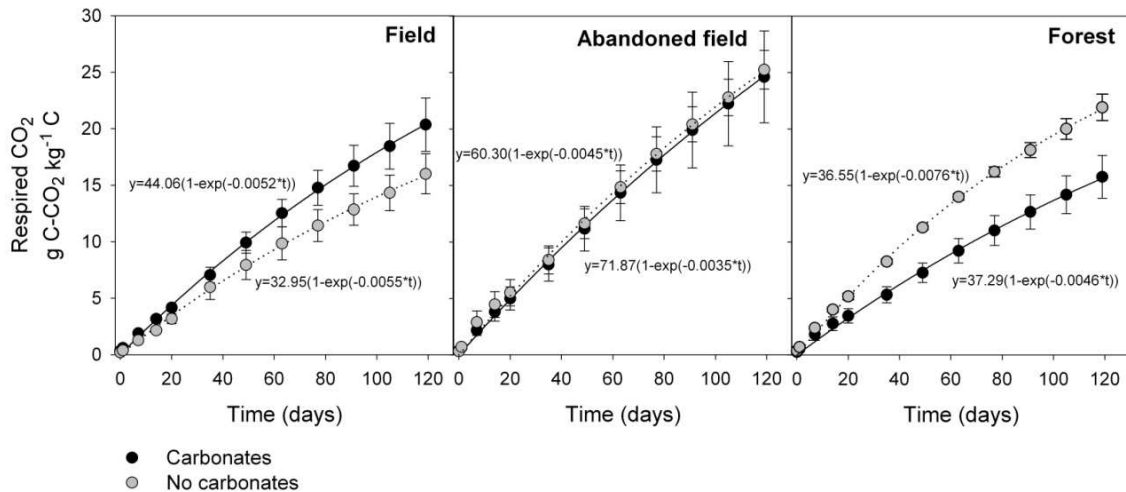 Respired CO2
g C-CO2 kg-1 C
30
25
20
15
10
5
0
Field
y=44.06(1-exp(-0.0052*t))
y=32.95(1-exp(-0.0055*t))
Abandoned field
y=60.30(1-exp(-0.0045*t))
y=71.87(1-exp(-0.0035*t))
Forest
y=36.55(1-exp(-0.0076*t))
y=37.29(1-exp(-0.0046*t))
0 20 40 60 80 100 120
0 20 40 60 80 100 120
0 20 40 60 80 100 120
Time (days)
Time (days)
Time (days)
Carbonates
No carbonates